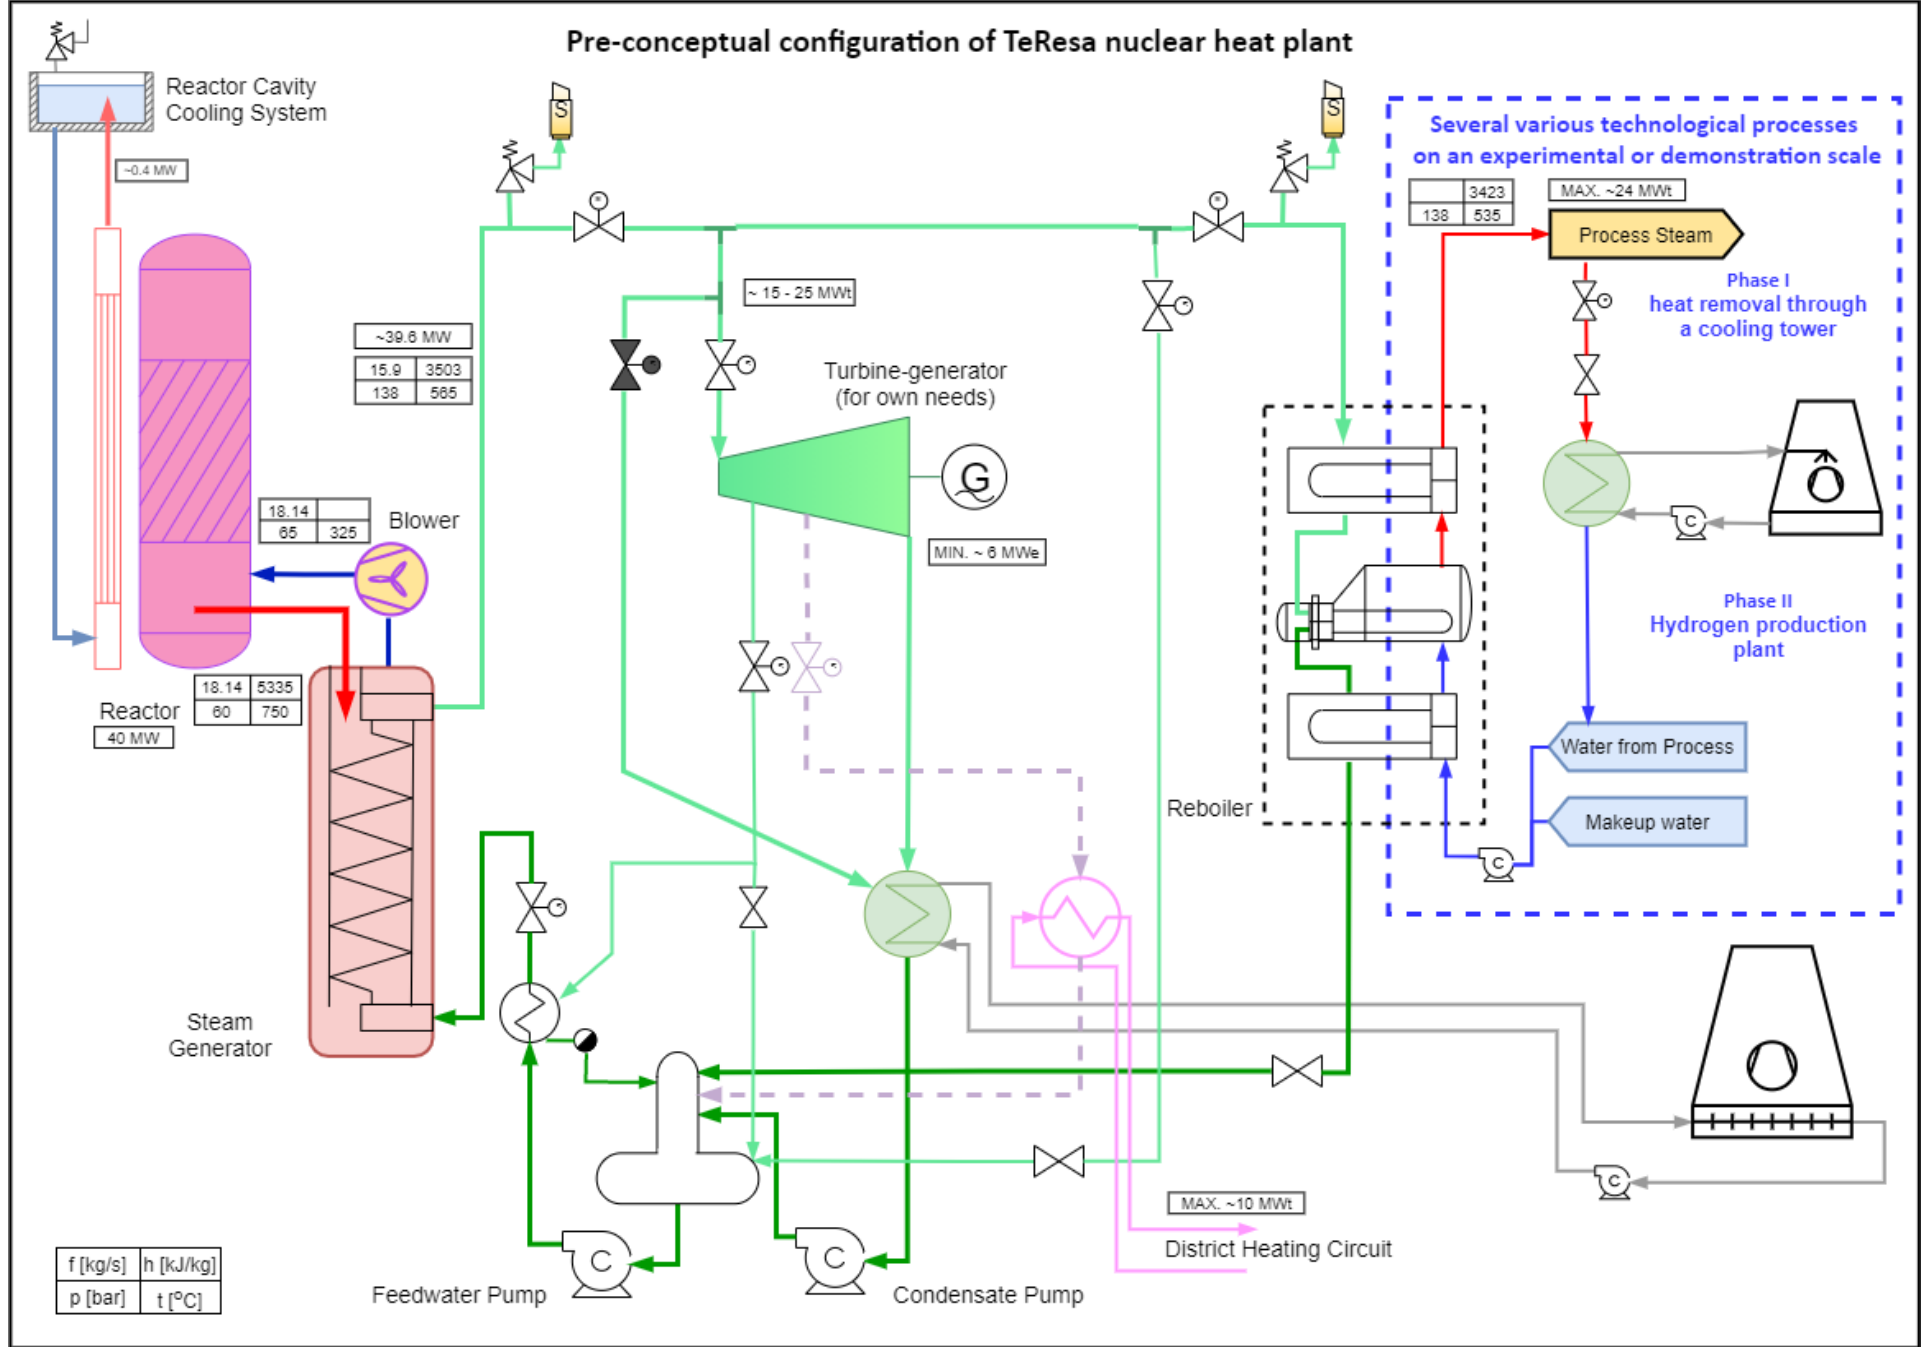 Pre-conceptual configuration of TeResa nuclear heat plant
Reactor Cavity
Cooling System
~0.4 MW
S
S
Several various technological processes
on an experimental or demonstration scale
3423
138 535
MAX. ~24 MWt
Process Steam
Phase I
heat removal through
a cooling tower
~ 15 - 25 MWt
~39.6 MW
15.9 3503
138 565
Turbine-generator
(for own needs)
G
MIN. ~ 6 MWe
18.14
65 325
Blower
C
Phase II
Hydrogen production
plant
18.14 5335
60 750
Reactor
40 MW
Water from Process
Reboiler
Makeup water
C
Steam
Generator
C
MAX. ~10 MWt
District Heating Circuit
C
C
Feedwater Pump
Condensate Pump
f [kg/s] h [kJ/kg]
p [bar] t [°C]